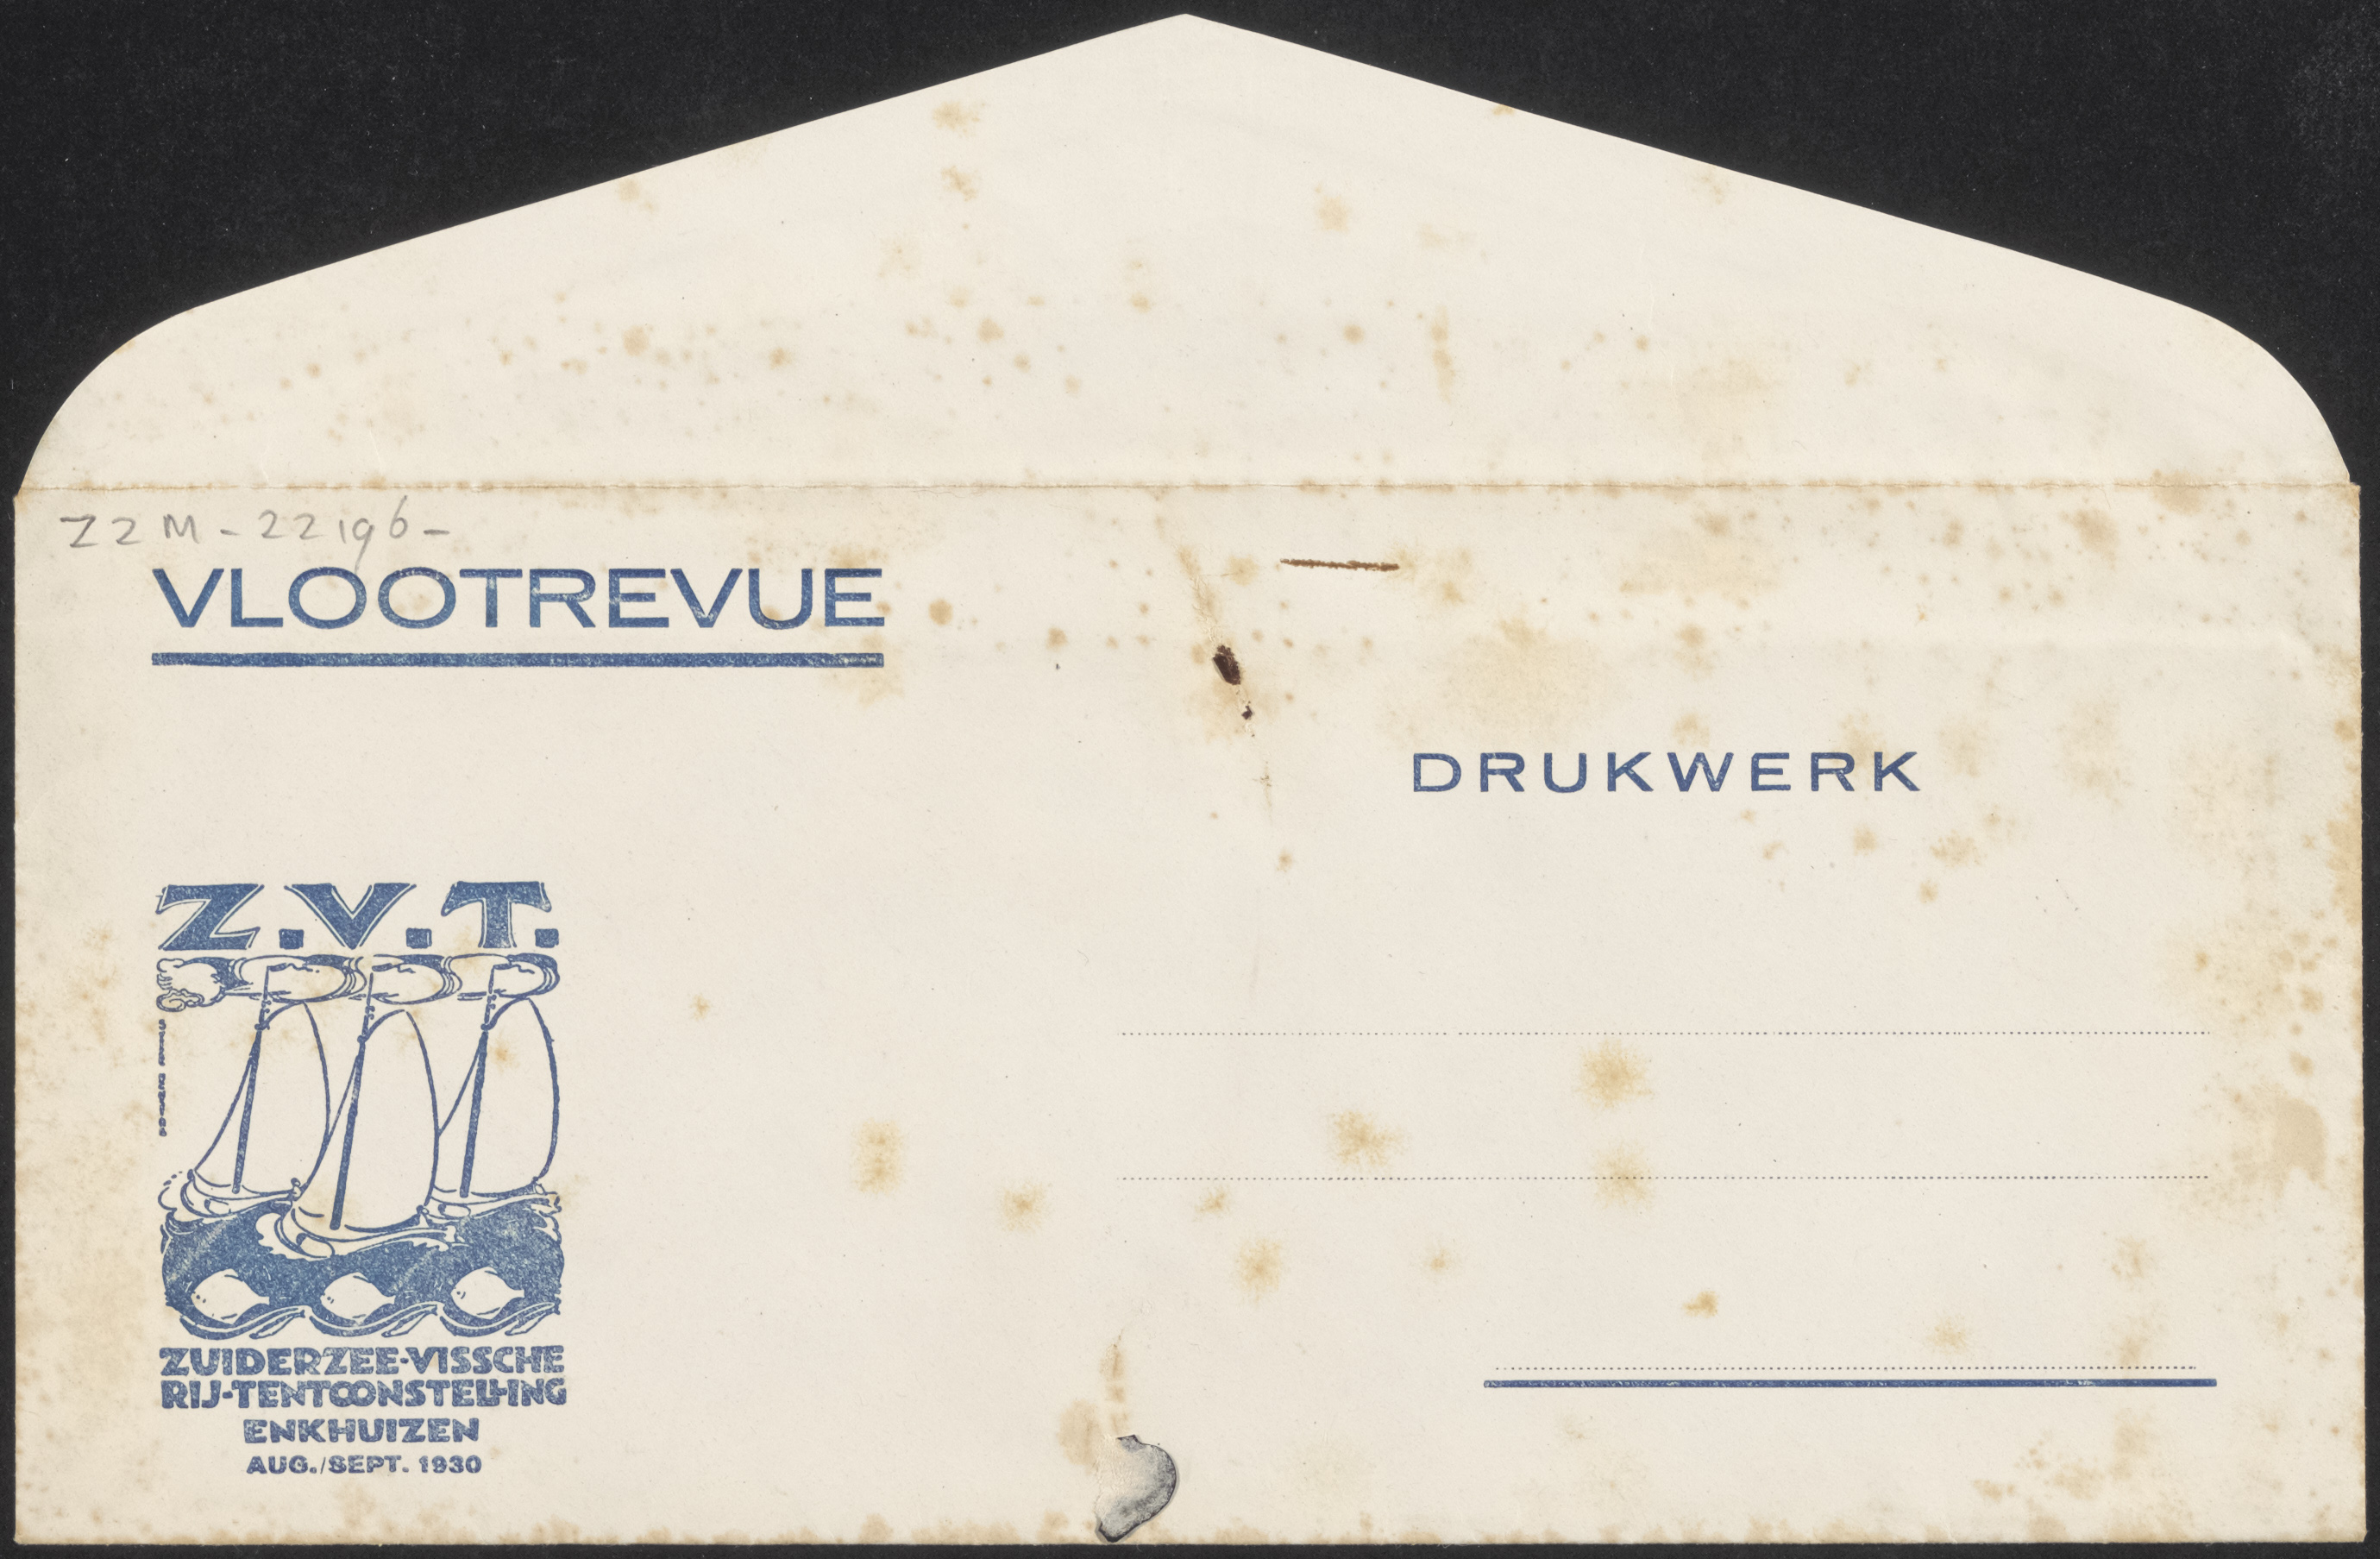 ZZM-22196-
VLOOTREVUE
DRUKWERK
Z.V.T.
ZUIDERZEE-VISSCHE
RIJ-TENTOONSTELLING
ENKHUIZEN
AUG./SEPT. 1930